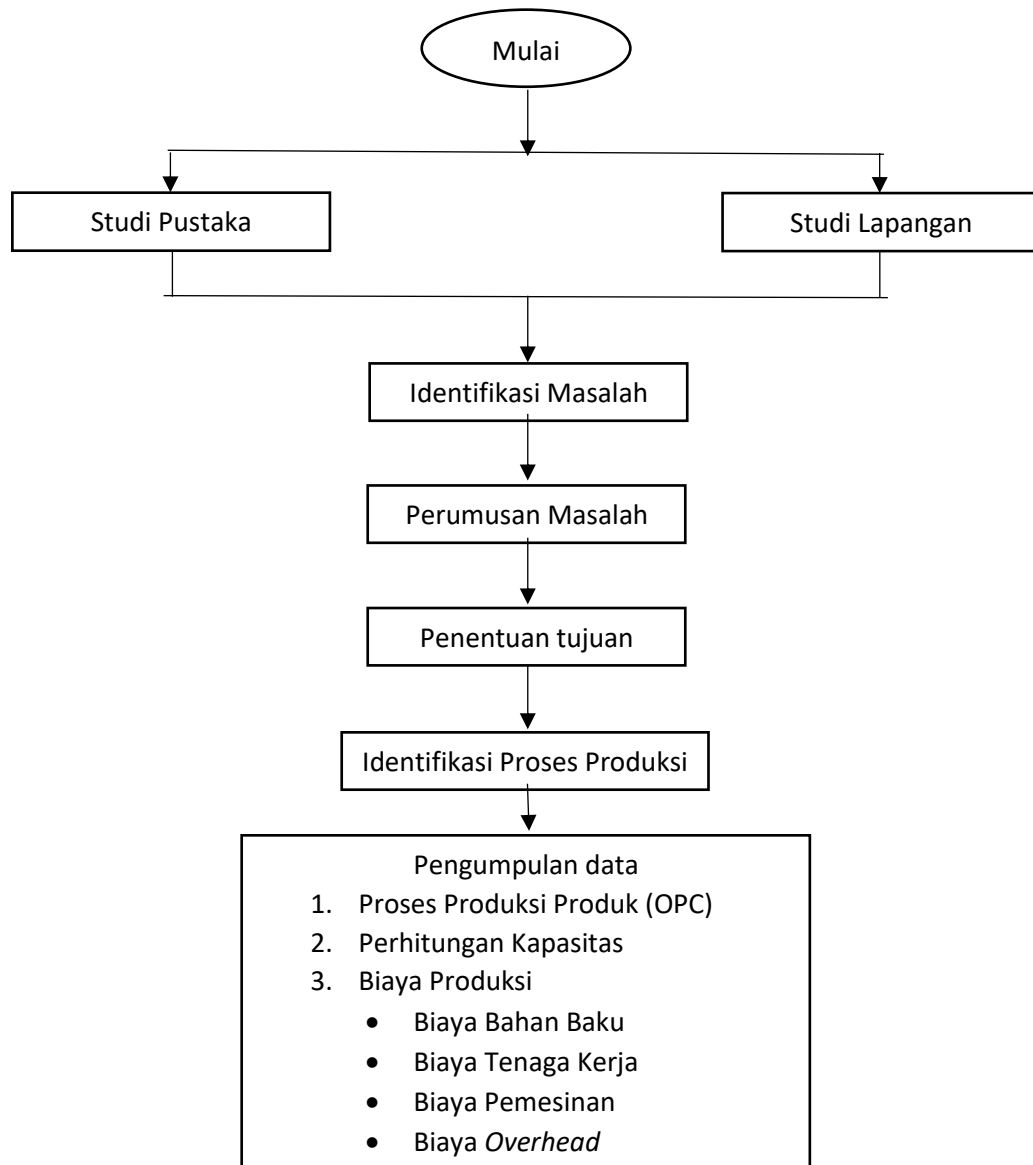 Mulai
Studi Pustaka
Studi Lapangan
Identifikasi Masalah
Perumusan Masalah
Penentuan tujuan
Identifikasi Proses Produksi
Pengumpulan data
1. Proses Produksi Produk (OPC)
2. Perhitungan Kapasitas
3. Biaya Produksi
• Biaya Bahan Baku
• Biaya Tenaga Kerja
• Biaya Pemesinan
• Biaya Overhead